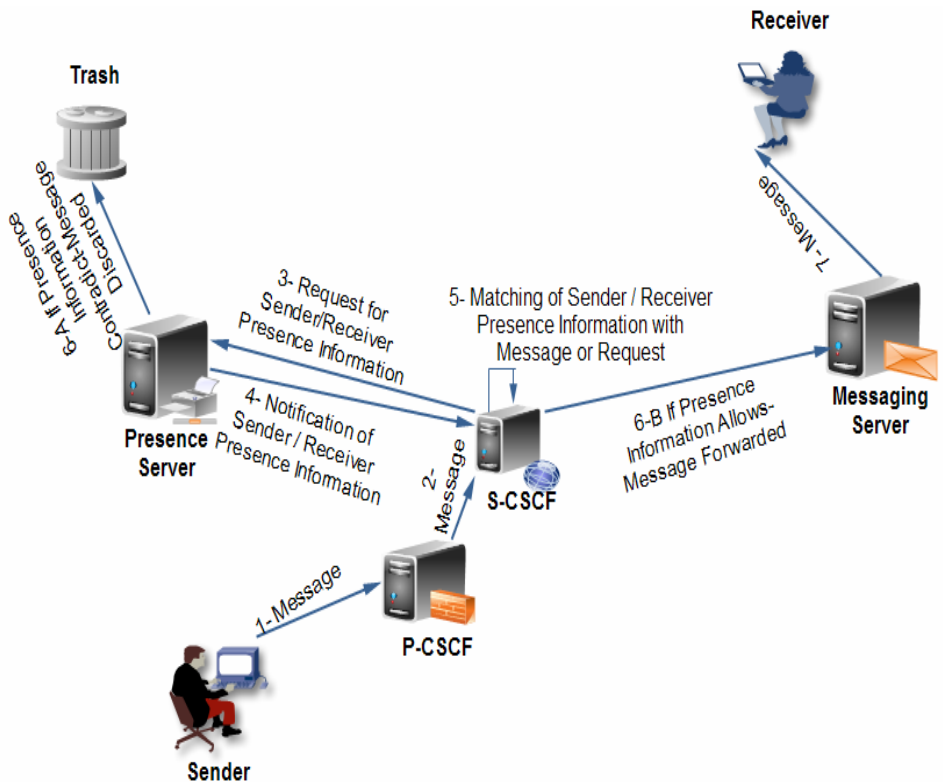 Receiver
Trash
6-A If Presence
Information
Contradict-Message
Discarded
7- Message
3- Request for
Sender/Receiver
Presence Information
5- Matching of Sender / Receiver
Presence Information with
Message or Request
4- Notification of
Sender / Receiver
Presence Information
Presence
Server
6-B If Presence
Information Allows-
Message Forwarded
Messaging
Server
2-
Message
S-CSCF
1- Message
P-CSCF
Sender